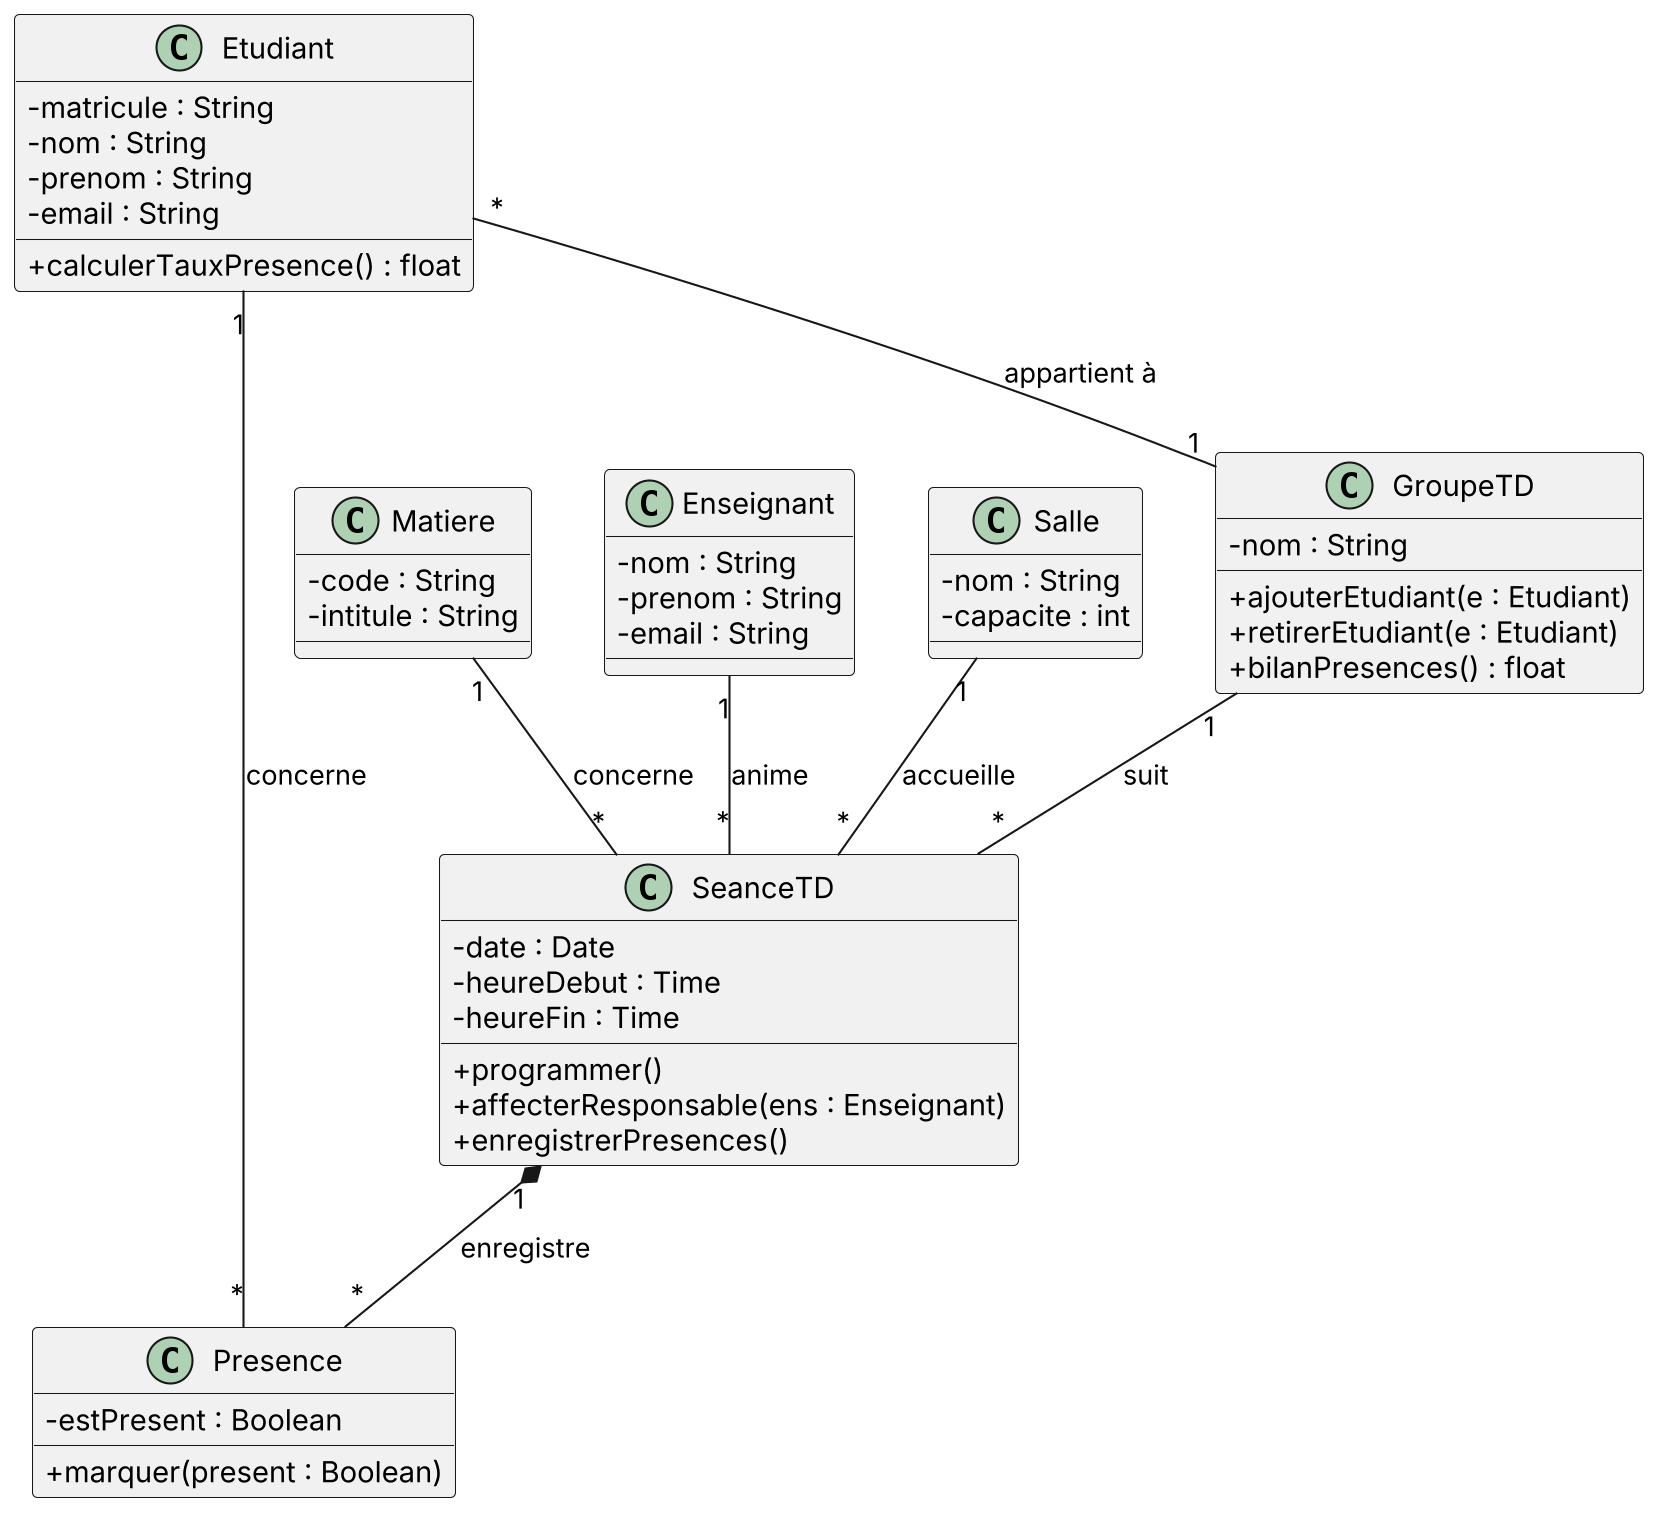 C Etudiant
-matricule : String
-nom : String
-prenom : String
-email : String
+calculerTauxPresence() : float
*
1
appartient à
1
C GroupeTD
-nom : String
+ajouterEtudiant(e : Etudiant)
+retirerEtudiant(e : Etudiant)
+bilanPresences() : float
C Matiere
-code : String
-intitule : String
C Enseignant
-nom : String
-prenom : String
-email : String
C Salle
-nom : String
-capacite : int
1
1
1
1
concerne
concerne
anime
accueille
suit
*
*
*
*
C SeanceTD
-date : Date
-heureDebut : Time
-heureFin : Time
+programmer()
+affecterResponsable(ens : Enseignant)
+enregistrerPresences()
1
enregistre
*
*
C Presence
-estPresent : Boolean
+marquer(present : Boolean)